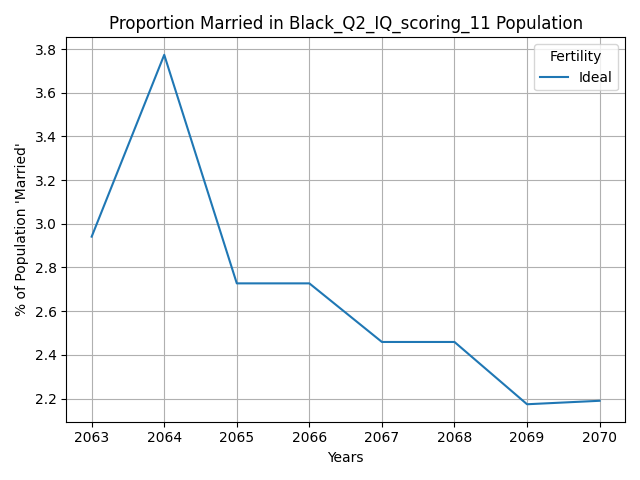 Proportion Married in Black_Q2_IQ_scoring_11 Population
Fertility
Ideal
% of Population 'Married'
3.8
3.6
3.4
3.2
3.0
2.8
2.6
2.4
2.2
2063 2064 2065 2066 2067 2068 2069 2070
Years